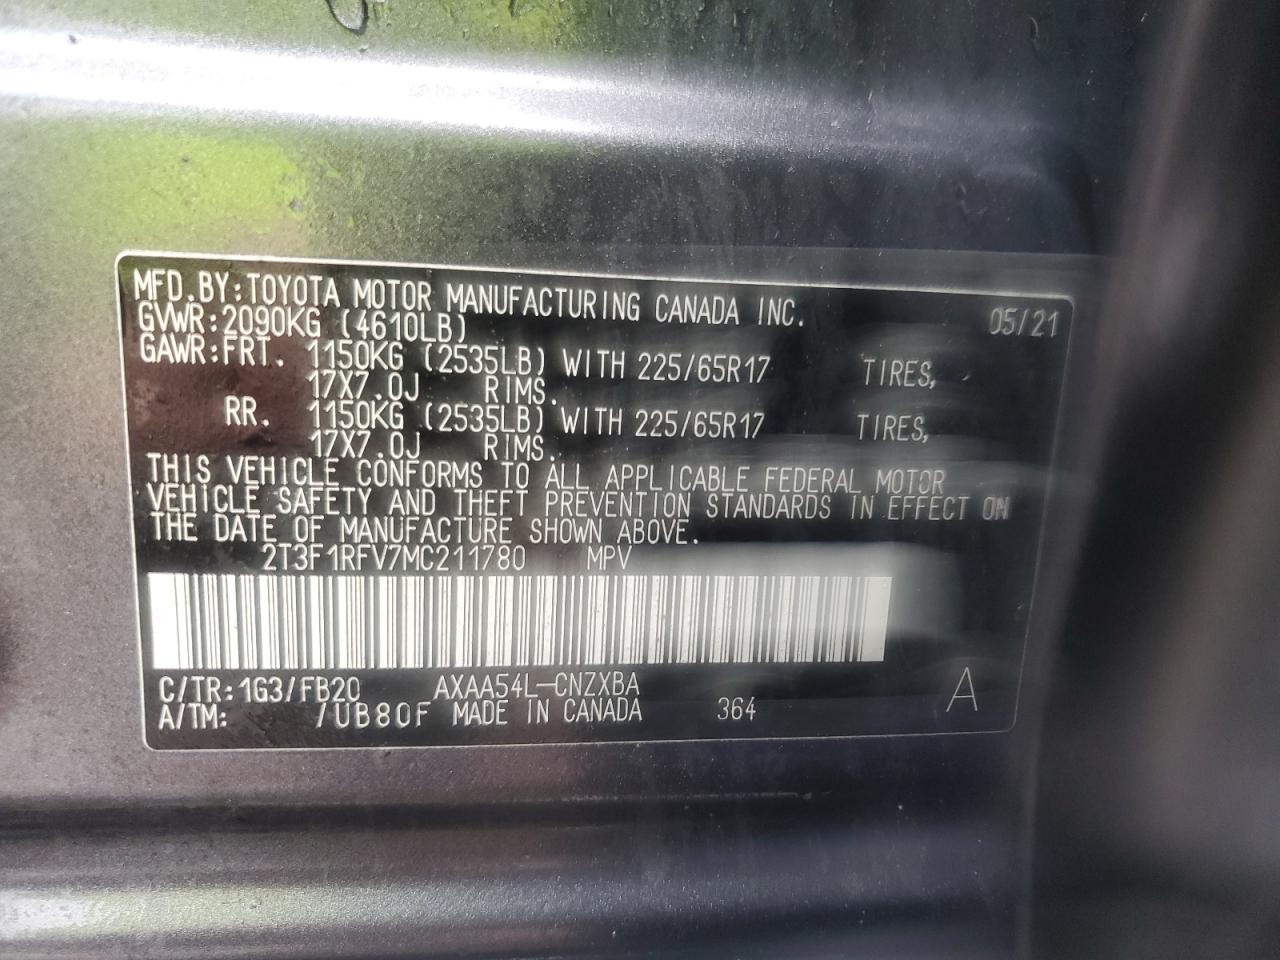 MFD.BY:TOYOTA MOTOR MANUFACTURING CANADA INC. 05/21
GVWR:2090KG (4610LB)
GAWR:FRT. 1150KG (2535LB) WITH 225/65R17 TIRES,
17X7.0J RIMS.
RR. 1150KG (2535LB) WITH 225/65R17 TIRES,
17X7.0J RIMS.
THIS VEHICLE CONFORMS TO ALL APPLICABLE FEDERAL MOTOR
VEHICLE SAFETY AND THEFT PREVENTION STANDARDS IN EFFECT ON
THE DATE OF MANUFACTURE SHOWN ABOVE.
2T3F1RFV7MC211780 MPV
C/TR:1G3/FB20 AXAA54L-CNZXBA A
A/TM: /UB80F MADE IN CANADA 364